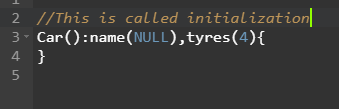 2 //This is called initialization
3 Car():name(NULL),tyres(4){
4 }
5